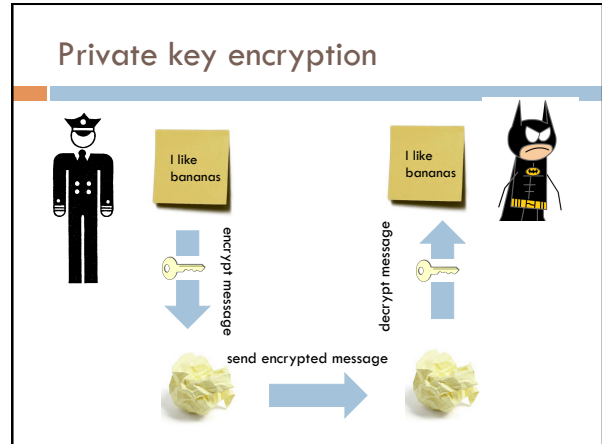 Private key encryption
I like
bananas
I like
bananas
encrypt message
decrypt message
send encrypted message